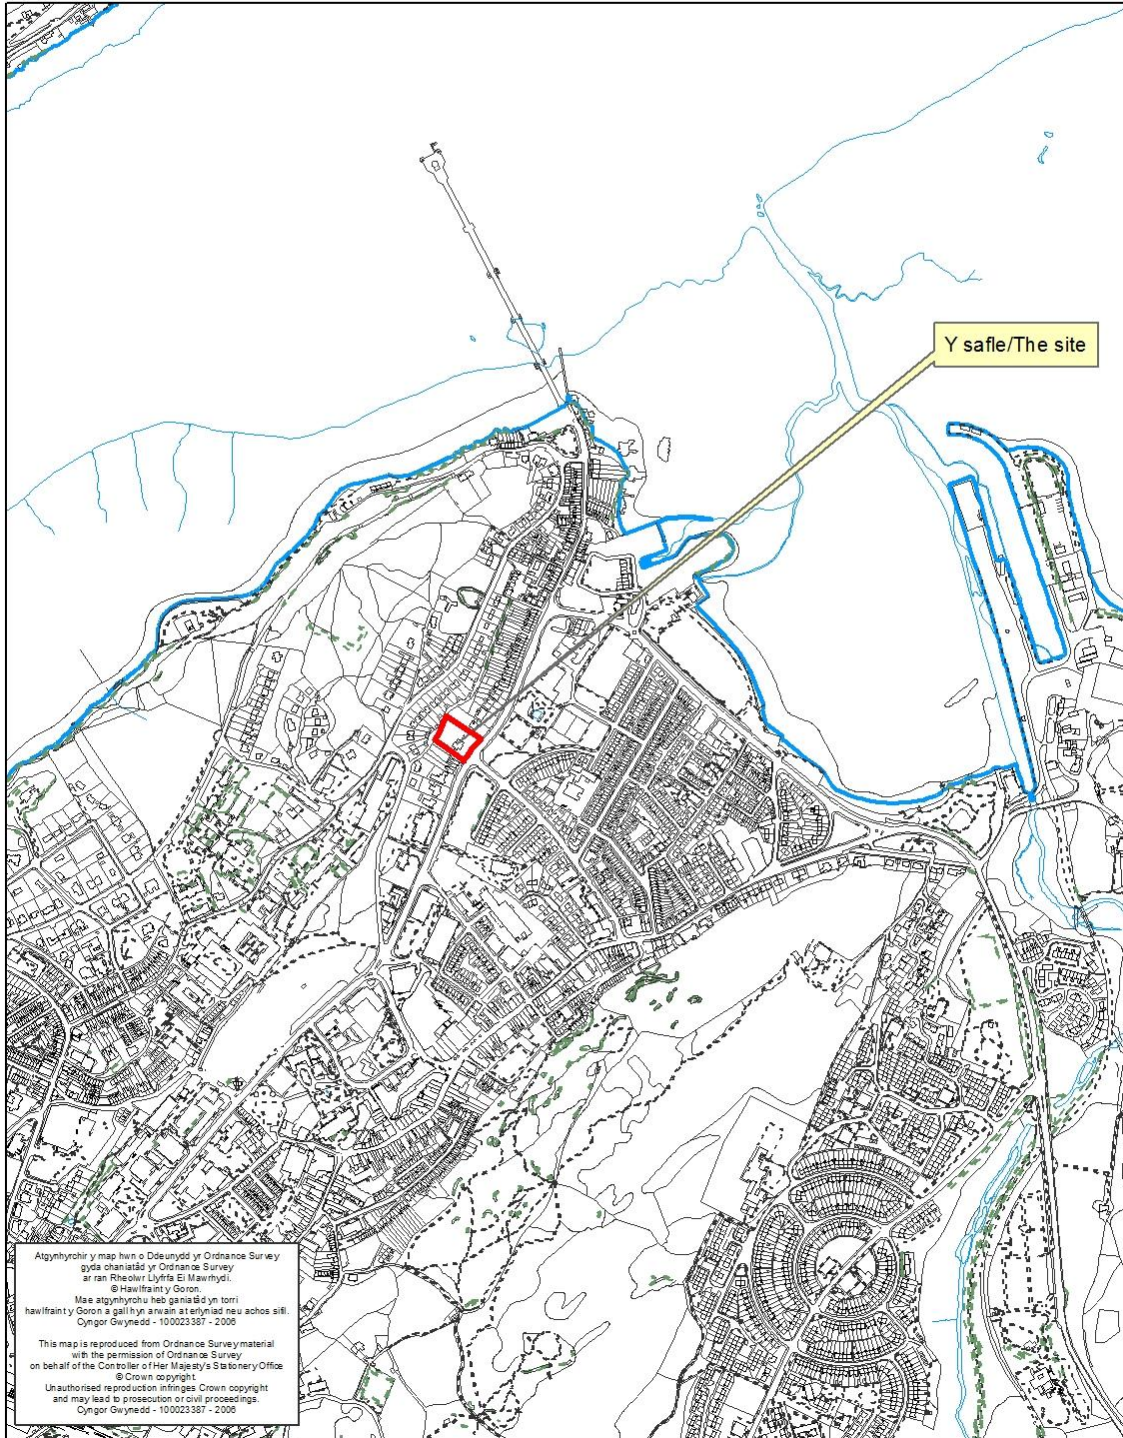 Y safle/The site
Atgynhyrchir y map hwn o Ddeunydd yr Ordnance Survey
gyda chaniatâd yr Ordnance Survey
ar ran Rheolwr Llyfrfa Ei Mawrhydi.
© Hawlfraint y Goron.
Mae atgynhyrchu heb ganiatâd yn torri
hawlfraint y Goron a gall hyn arwain at erlyniad neu achos sifil.
Cyngor Gwynedd - 100023387 - 2006
This map is reproduced from Ordnance Survey material
with the permission of Ordnance Survey
on behalf of the Controller of Her Majesty's Stationery Office
© Crown copyright.
Unauthorised reproduction infringes Crown copyright
and may lead to prosecution or civil proceedings.
Cyngor Gwynedd - 100023387 - 2006